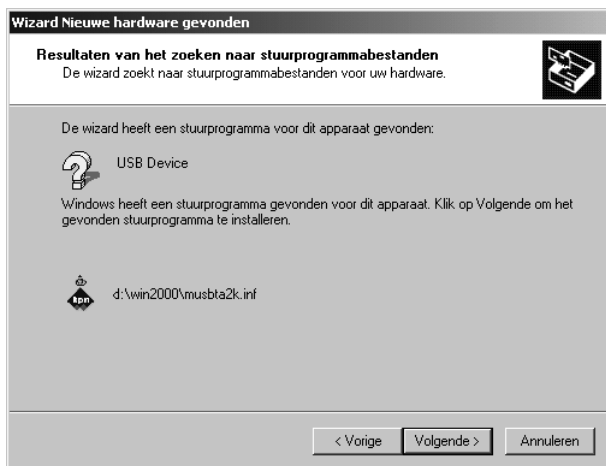 Wizard Nieuwe hardware gevonden
Resultaten van het zoeken naar stuurprogrammabestanden
De wizard zoekt naar stuurprogrammabestanden voor uw hardware.
De wizard heeft een stuurprogramma voor dit apparaat gevonden:
USB Device
Windows heeft een stuurprogramma gevonden voor dit apparaat. Klik op Volgende om het
gevonden stuurprogramma te installeren.
kpn
d:\win2000\musbta2k.inf
< Vorige
Volgende >
Annuleren